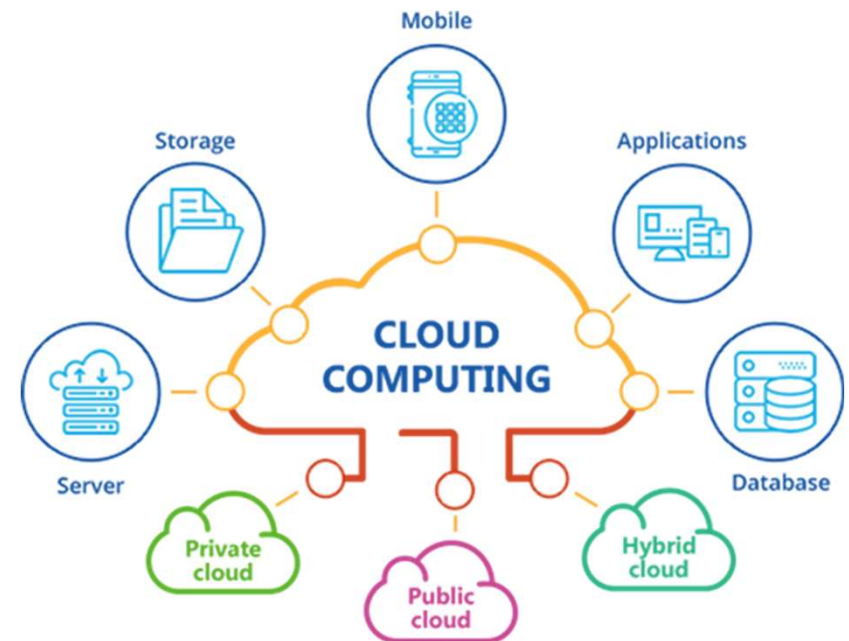 Mobile
Storage
Applications
CLOUD
COMPUTING
Server
Database
Private
cloud
Public
cloud
Hybrid
cloud